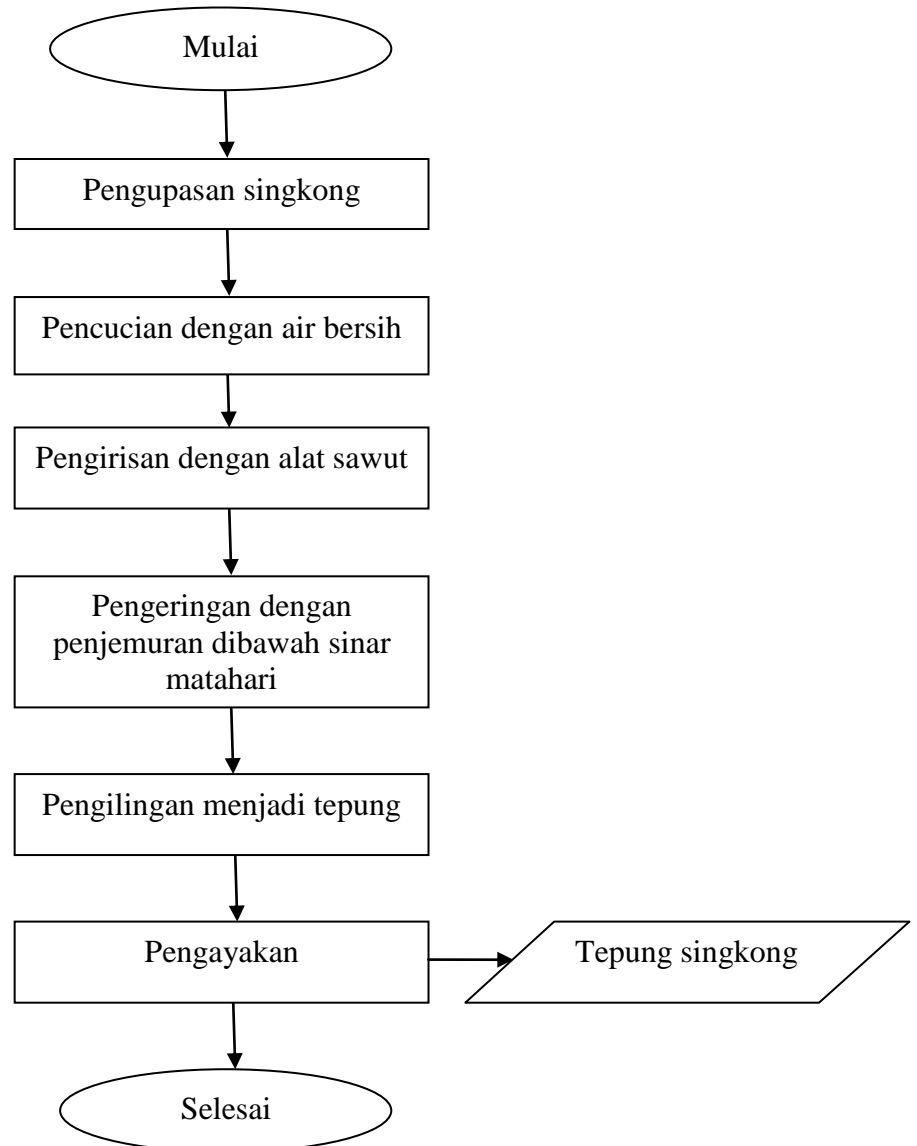 Mulai
Pengupasan singkong
Pencucian dengan air bersih
Pengirisan dengan alat sawut
Pengeringan dengan
penjemuran dibawah sinar
matahari
Pengilingan menjadi tepung
Pengayakan
Tepung singkong
Selesai